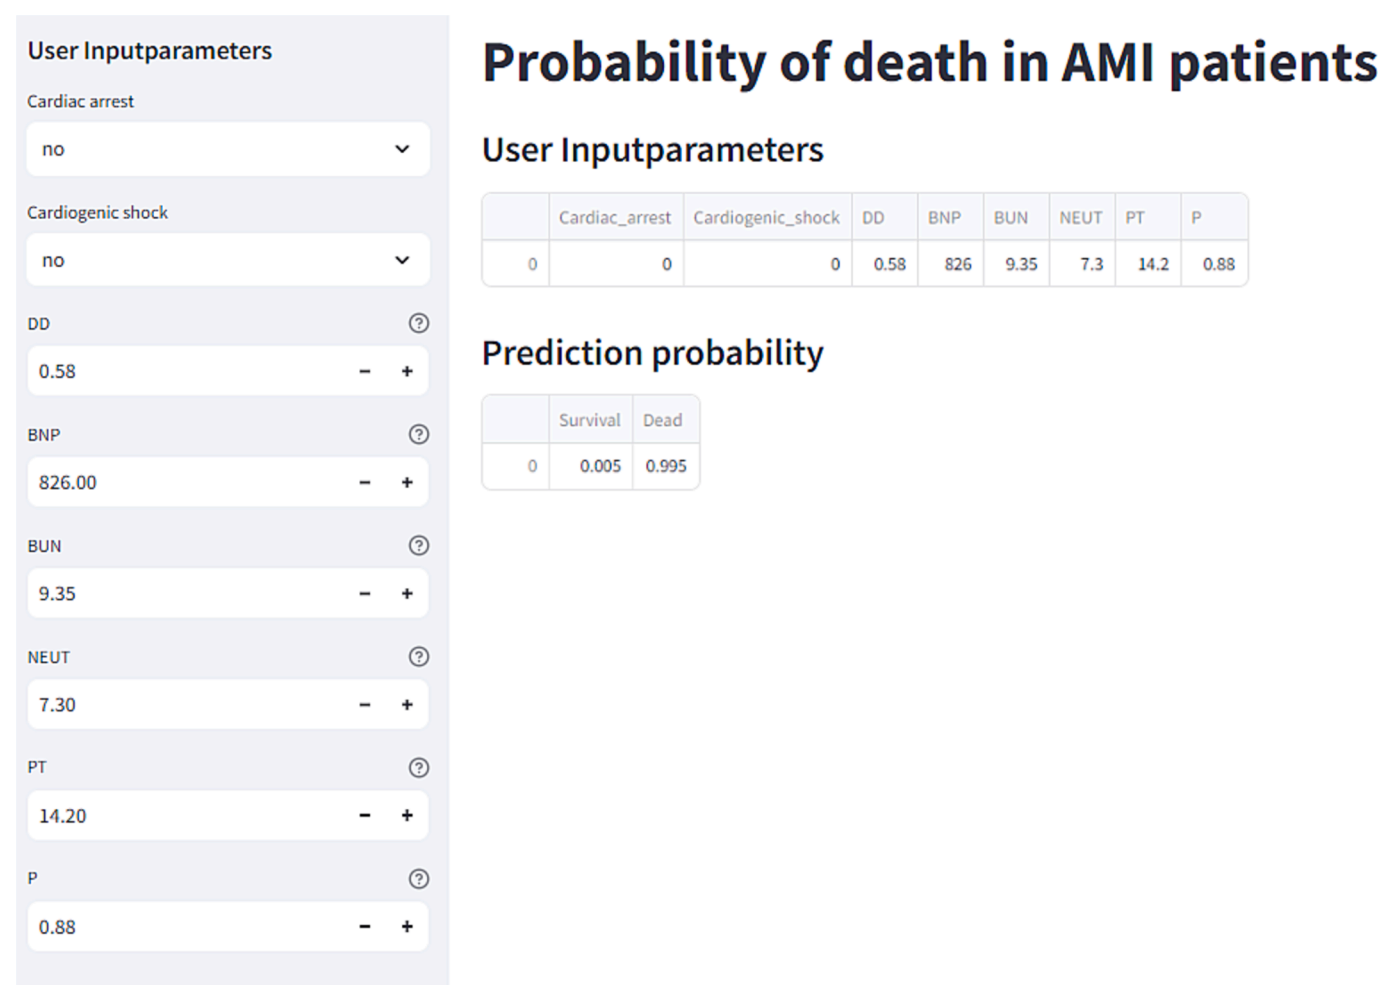 User Inputparameters
Cardiac arrest
no
Cardiogenic shock
no
DD
0.58 - +
BNP
826.00 - +
BUN
9.35 - +
NEUT
7.30 - +
PT
14.20 - +
P
0.88 - +
Probability of death in AMI patients
User Inputparameters
Cardiac_arrest Cardiogenic_shock DD BNP BUN NEUT PT P
0 0 0 0.58 826 9.35 7.3 14.2 0.88
Prediction probability
Survival Dead
0 0.005 0.995